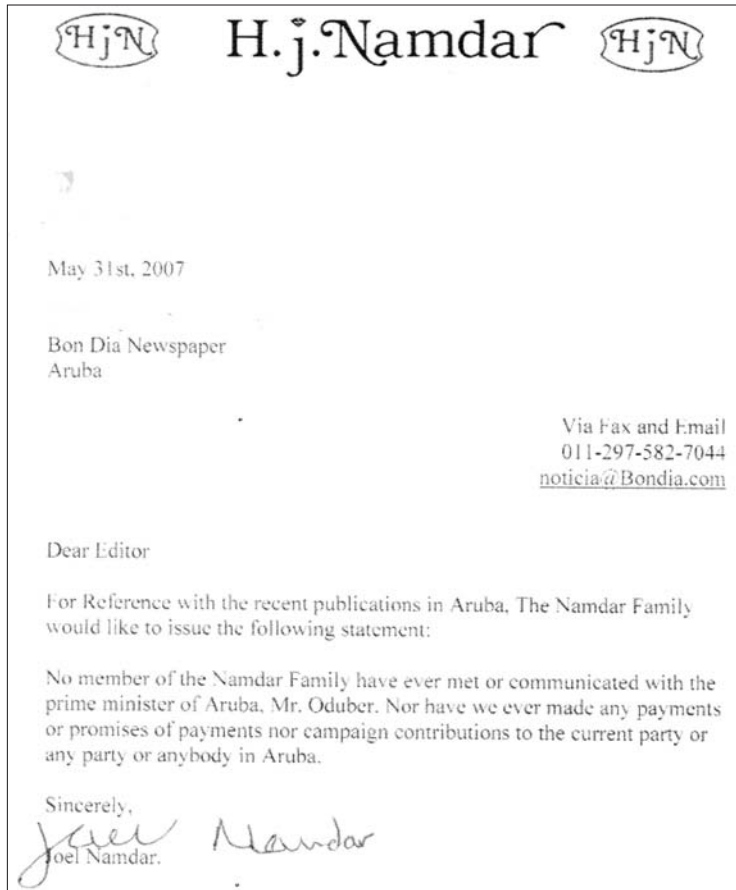 HjN H.j.Namdar HjN
May 31st, 2007
Bon Dia Newspaper
Aruba
Via Fax and Email
011-297-582-7044
noticia@Bondia.com
Dear Editor
For Reference with the recent publications in Aruba, The Namdar Family
would like to issue the following statement:
No member of the Namdar Family have ever met or communicated with the
prime minister of Aruba, Mr. Oduber. Nor have we ever made any payments
or promises of payments nor campaign contributions to the current party or
any party or anybody in Aruba.
Sincerely,
Joel Namdar
Joel Namdar.